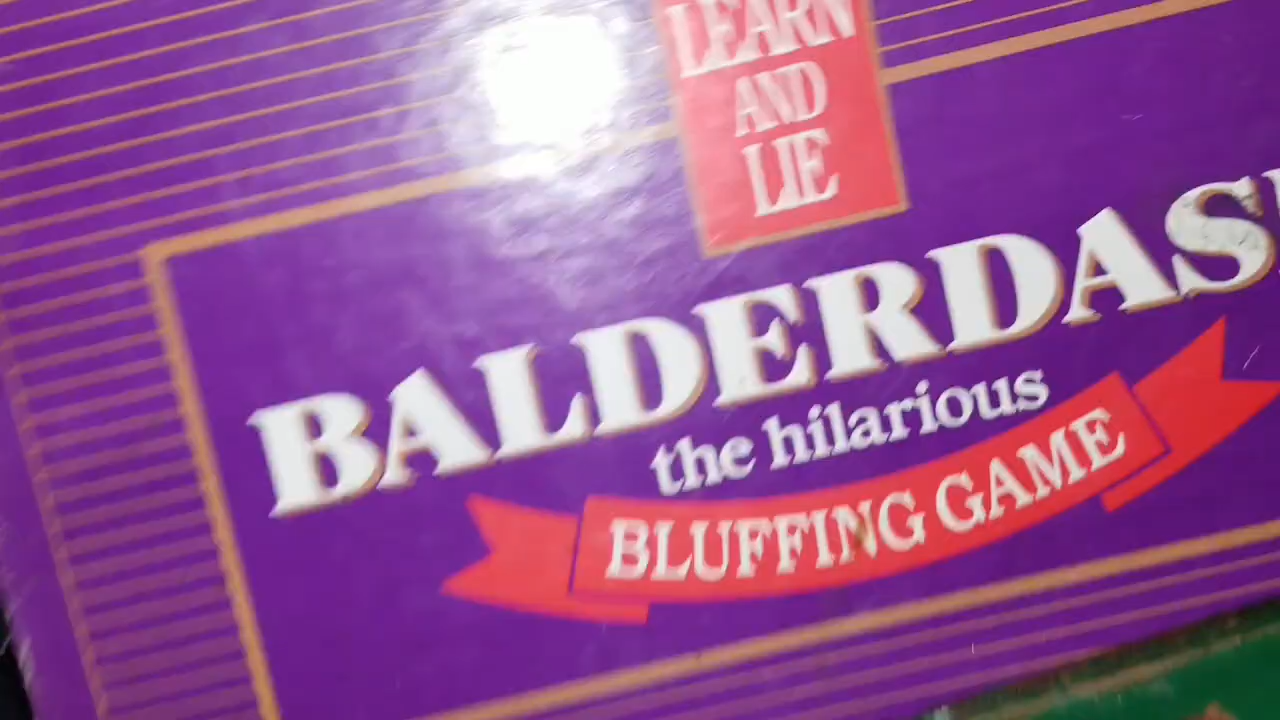 LEARN
AND
LIE
BALDERDAS
the hilarious
BLUFFING GAME